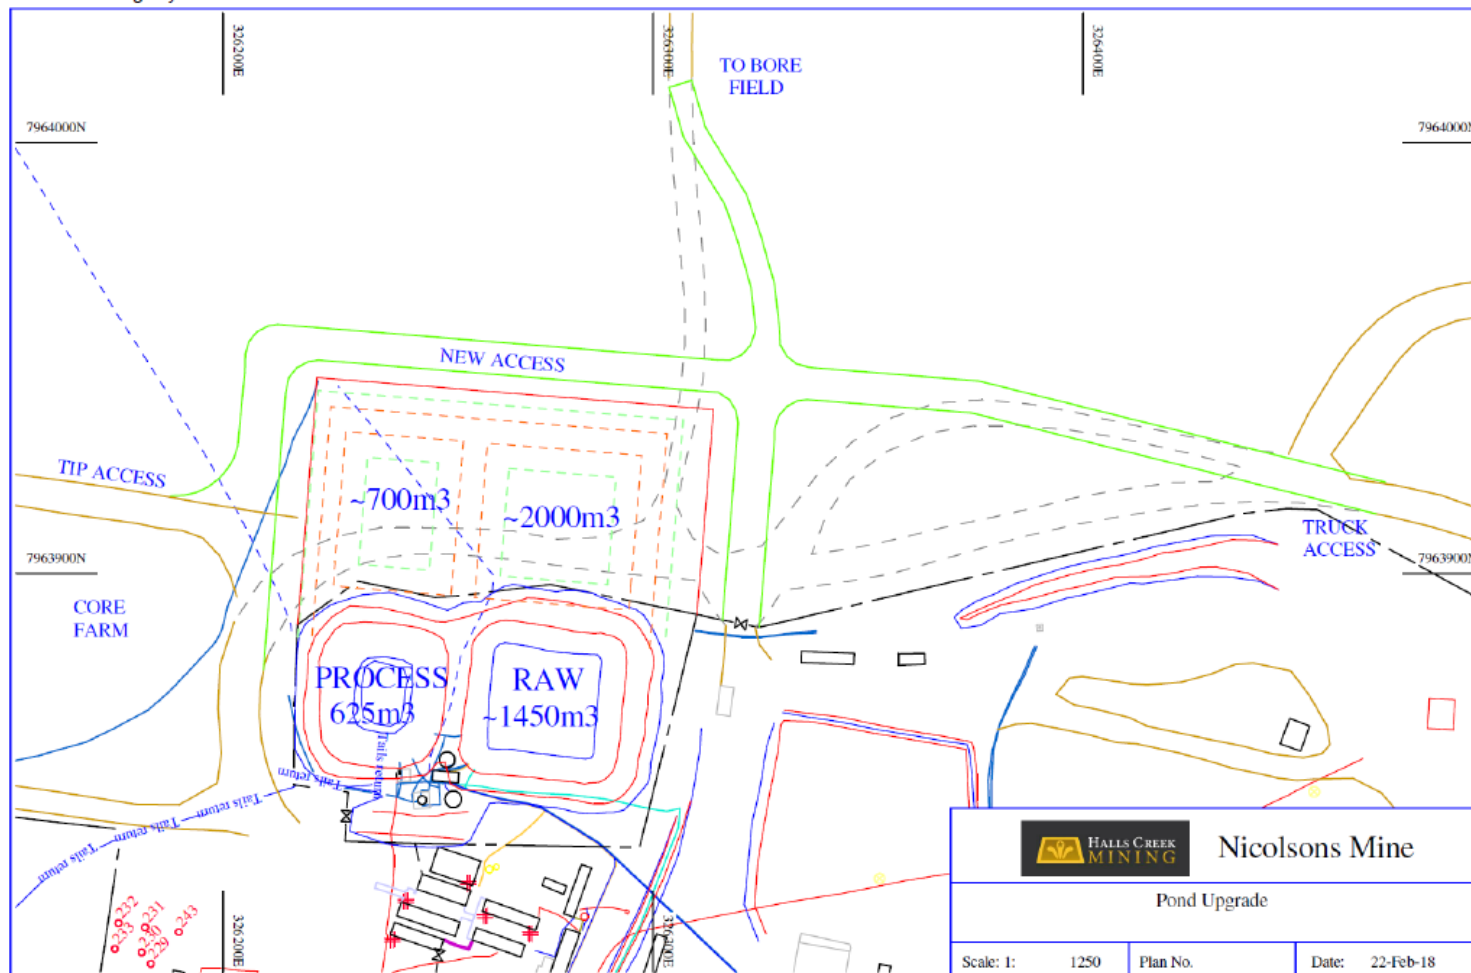 326200E
326300E
326400E
TO BORE
FIELD
7964000N
7964000N
NEW ACCESS
TIP ACCESS
~700m3
~2000m3
TRUCK
ACCESS
7963900N
7963900N
CORE
FARM
PROCESS
625m3
RAW
~1450m3
Tails return
Tails return
Tails return
Tails return
Tails return
232
231
243
233
230
229
326200E
HALLS CREEK
MINING
Nicolsons Mine
Pond Upgrade
Scale: 1: 1250
Plan No.
Date: 22-Feb-18